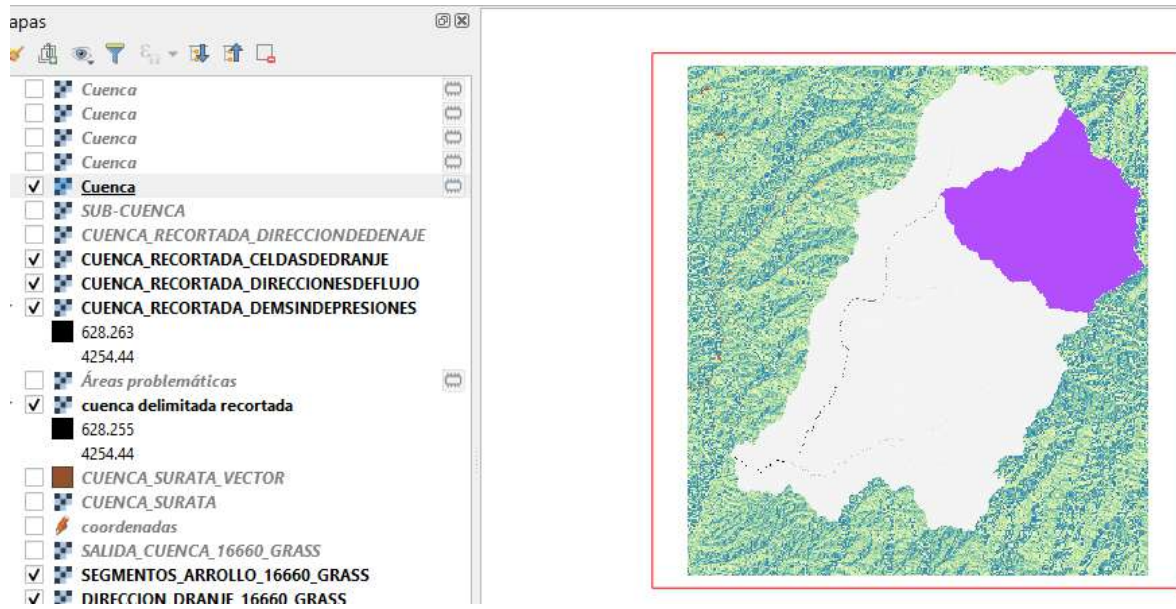 apas
Cuenca
Cuenca
Cuenca
Cuenca
Cuenca
SUB-CUENCA
CUENCA_RECORTADA_DIRECCIONDEDENAJE
CUENCA_RECORTADA_CELDASDEDRANJE
CUENCA_RECORTADA_DIRECCIONESDEFLUJO
CUENCA_RECORTADA_DEMSINDEPRESIONES
628.263
4254.44
Áreas problemáticas
cuenca delimitada recortada
628.255
4254.44
CUENCA_SURATA_VECTOR
CUENCA_SURATA
coordenadas
SALIDA_CUENCA_16660_GRASS
SEGMENTOS_ARROLLO_16660_GRASS
DIRECCION_DRANJE_16660_GRASS